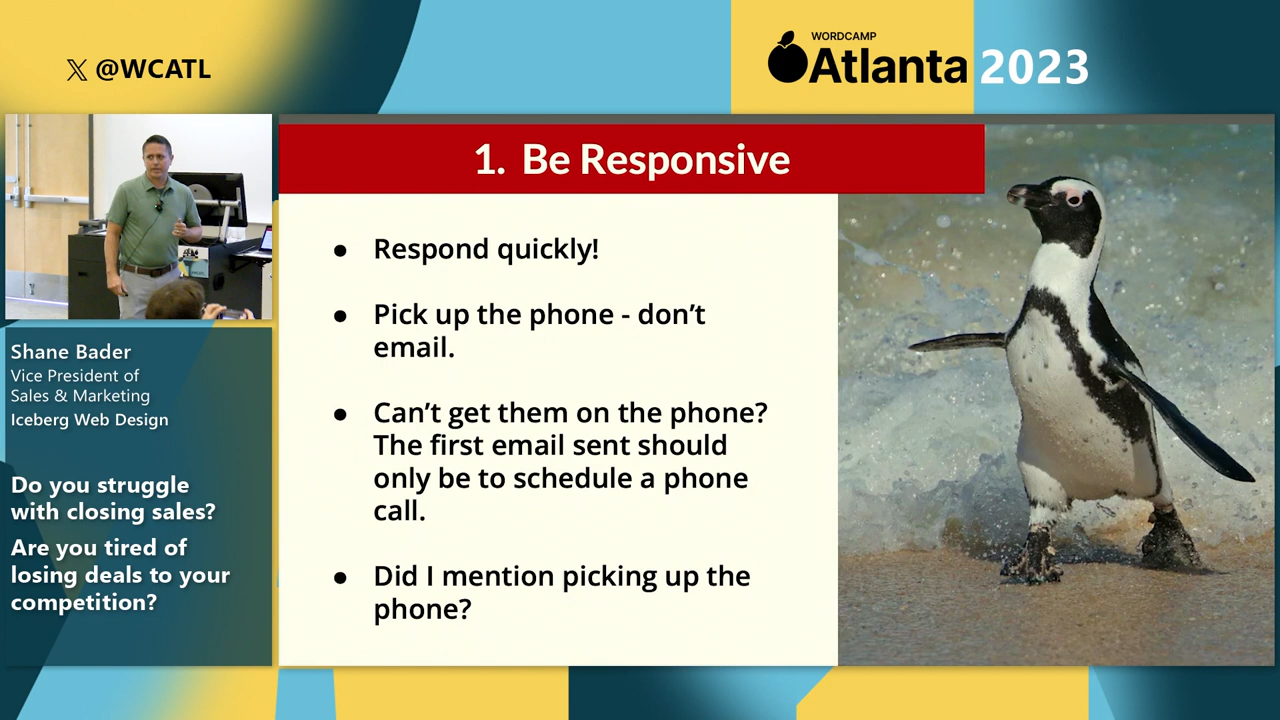 𝕏 @WCATL
WORDCAMP
Atlanta 2023
1. Be Responsive
● Respond quickly!
● Pick up the phone - don’t
email.
● Can’t get them on the phone?
The first email sent should
only be to schedule a phone
call.
● Did I mention picking up the
phone?
Shane Bader
Vice President of
Sales & Marketing
Iceberg Web Design
Do you struggle
with closing sales?
Are you tired of
losing deals to your
competition?